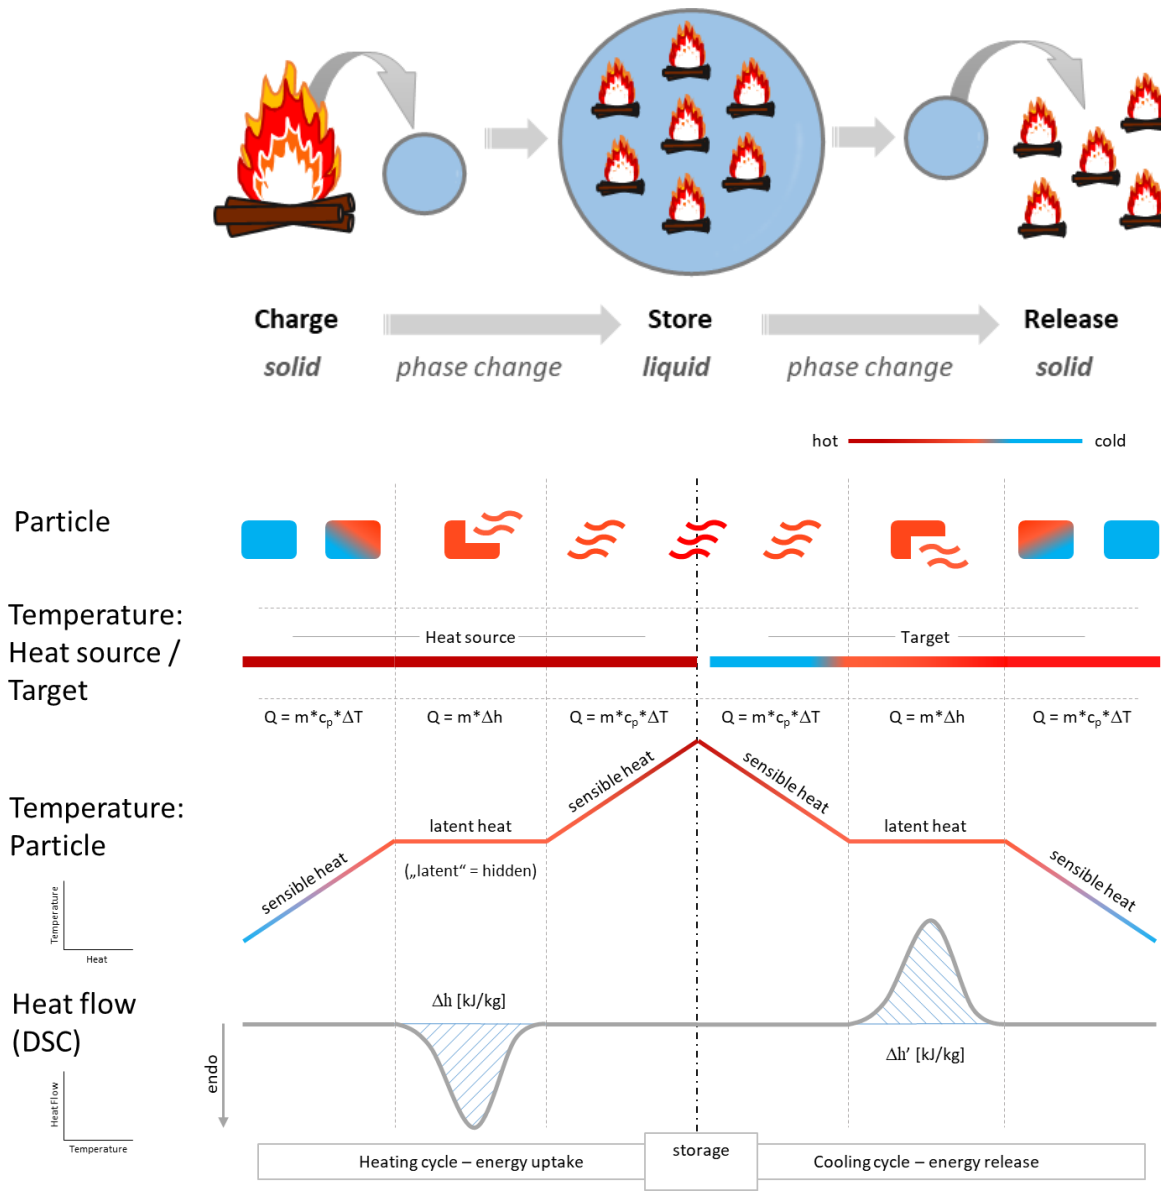 Charge Store Release
solid phase change liquid phase change solid
hot cold
Particle
Temperature:
Heat source /
Target
Heat source Target
Q = m*cp*ΔT Q = m*Δh Q = m*cp*ΔT Q = m*cp*ΔT Q = m*Δh Q = m*cp*ΔT
Temperature:
Particle
sensible heat
latent heat
(„latent“ = hidden)
sensible heat
sensible heat
latent heat
sensible heat
Temperature
Heat
Heat flow
(DSC)
Δh [kJ/kg]
Δh’ [kJ/kg]
endo
Heat Flow
Temperature
Heating cycle – energy uptake
storage
Cooling cycle – energy release